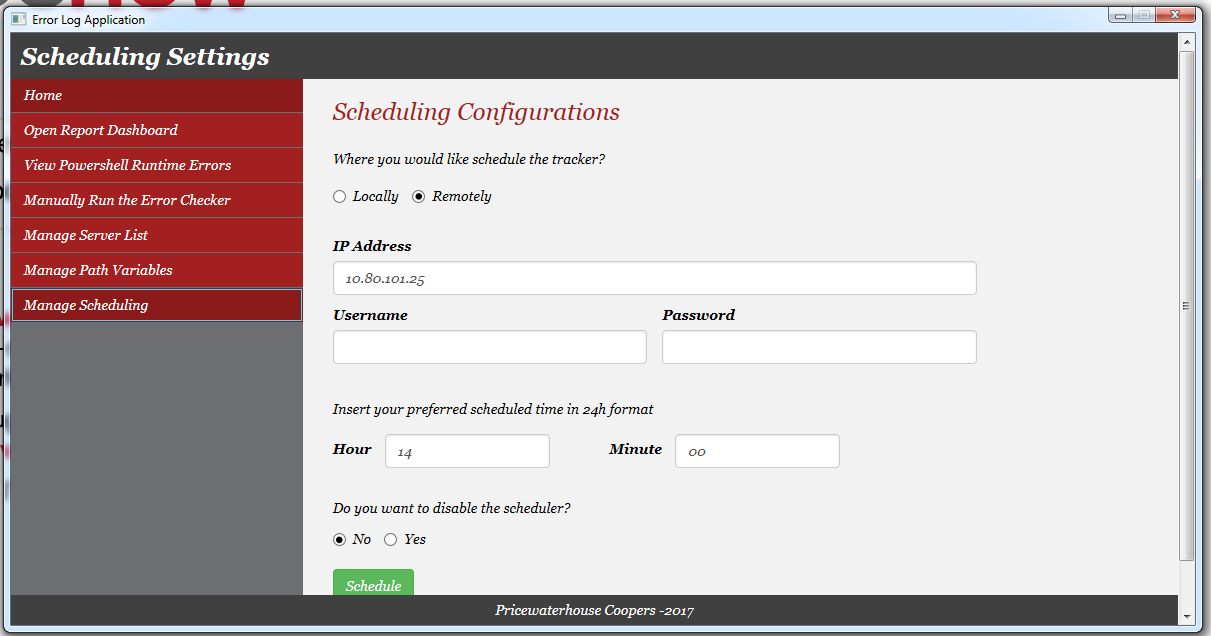 Error Log Application
Scheduling Settings
Home
Open Report Dashboard
View Powershell Runtime Errors
Manually Run the Error Checker
Manage Server List
Manage Path Variables
Manage Scheduling
Scheduling Configurations
Where you would like schedule the tracker?
Locally Remotely
IP Address
10.80.101.25
Username Password
Insert your preferred scheduled time in 24h format
Hour 14 Minute 00
Do you want to disable the scheduler?
No Yes
Schedule
Pricewaterhouse Coopers -2017